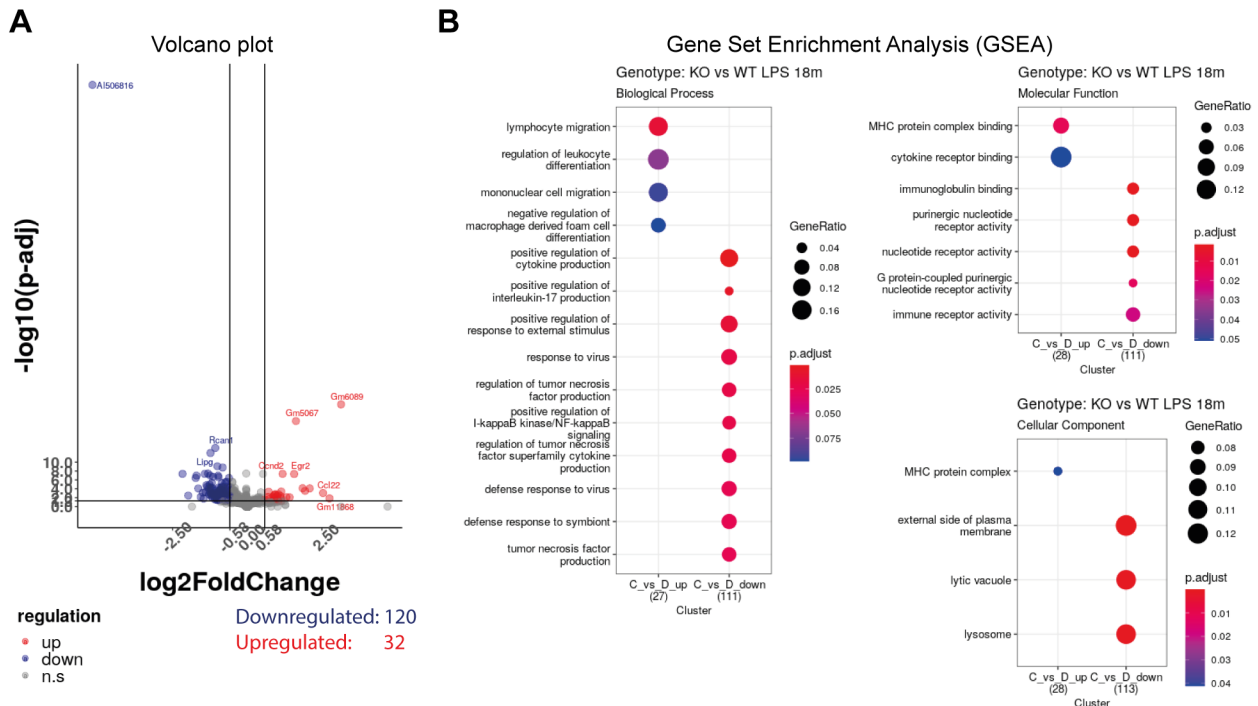 A
Volcano plot
AI506816
Gm6089
Gm5067
Rcan1
Lipg
Ccnd2
Egr2
Ccl22
Gm11868
-log10(p-adj)
10.0
8.0
6.0
4.0
2.0
0.0
-2.50
-0.58
0.00
0.58
2.50
log2FoldChange
regulation
up
down
n.s
Downregulated: 120
Upregulated: 32
B
Gene Set Enrichment Analysis (GSEA)
Genotype: KO vs WT LPS 18m
Biological Process
lymphocyte migration
regulation of leukocyte
differentiation
mononuclear cell migration
negative regulation of
macrophage derived foam cell
differentiation
positive regulation of
cytokine production
positive regulation of
interleukin-17 production
positive regulation of
response to external stimulus
response to virus
regulation of tumor necrosis
factor production
positive regulation of
I-kappaB kinase/NF-kappaB
signaling
regulation of tumor necrosis
factor superfamily cytokine
production
defense response to virus
defense response to symbiont
tumor necrosis factor
production
C_vs_D_up
(27)
C_vs_D_down
(111)
Cluster
GeneRatio
0.04
0.08
0.12
0.16
p.adjust
0.025
0.050
0.075
Genotype: KO vs WT LPS 18m
Molecular Function
MHC protein complex binding
cytokine receptor binding
immunoglobulin binding
purinergic nucleotide
receptor activity
nucleotide receptor activity
G protein-coupled purinergic
nucleotide receptor activity
immune receptor activity
C_vs_D_up
(28)
C_vs_D_down
(111)
Cluster
GeneRatio
0.03
0.06
0.09
0.12
p.adjust
0.01
0.02
0.03
0.04
0.05
Genotype: KO vs WT LPS 18m
Cellular Component
MHC protein complex
external side of plasma
membrane
lytic vacuole
lysosome
C_vs_D_up
(28)
C_vs_D_down
(113)
Cluster
GeneRatio
0.08
0.09
0.10
0.11
0.12
p.adjust
0.01
0.02
0.03
0.04